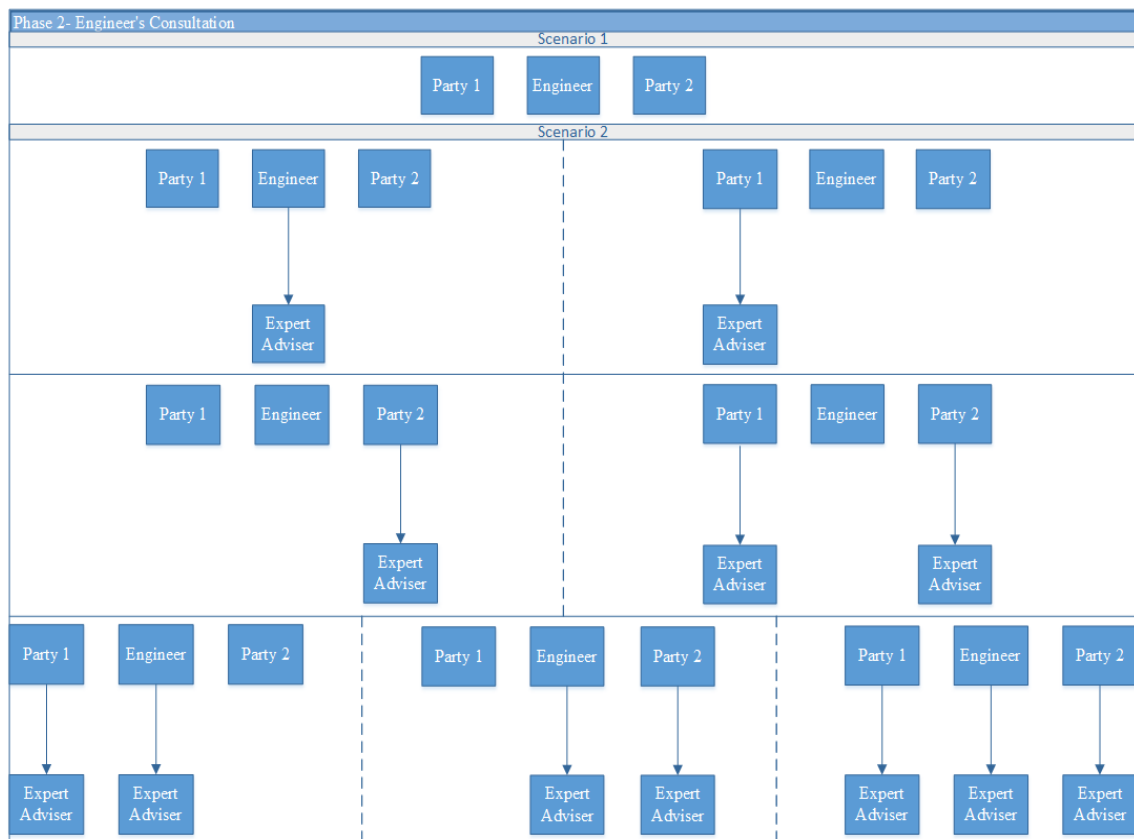 Phase 2- Engineer's Consultation
Scenario 1
Party 1
Engineer
Party 2
Scenario 2
Party 1
Engineer
Party 2
Expert
Adviser
Party 1
Engineer
Party 2
Expert
Adviser
Party 1
Engineer
Party 2
Expert
Adviser
Party 1
Engineer
Party 2
Expert
Adviser
Expert
Adviser
Party 1
Engineer
Party 2
Expert
Adviser
Expert
Adviser
Party 1
Engineer
Party 2
Expert
Adviser
Expert
Adviser
Party 1
Engineer
Party 2
Expert
Adviser
Expert
Adviser
Expert
Adviser